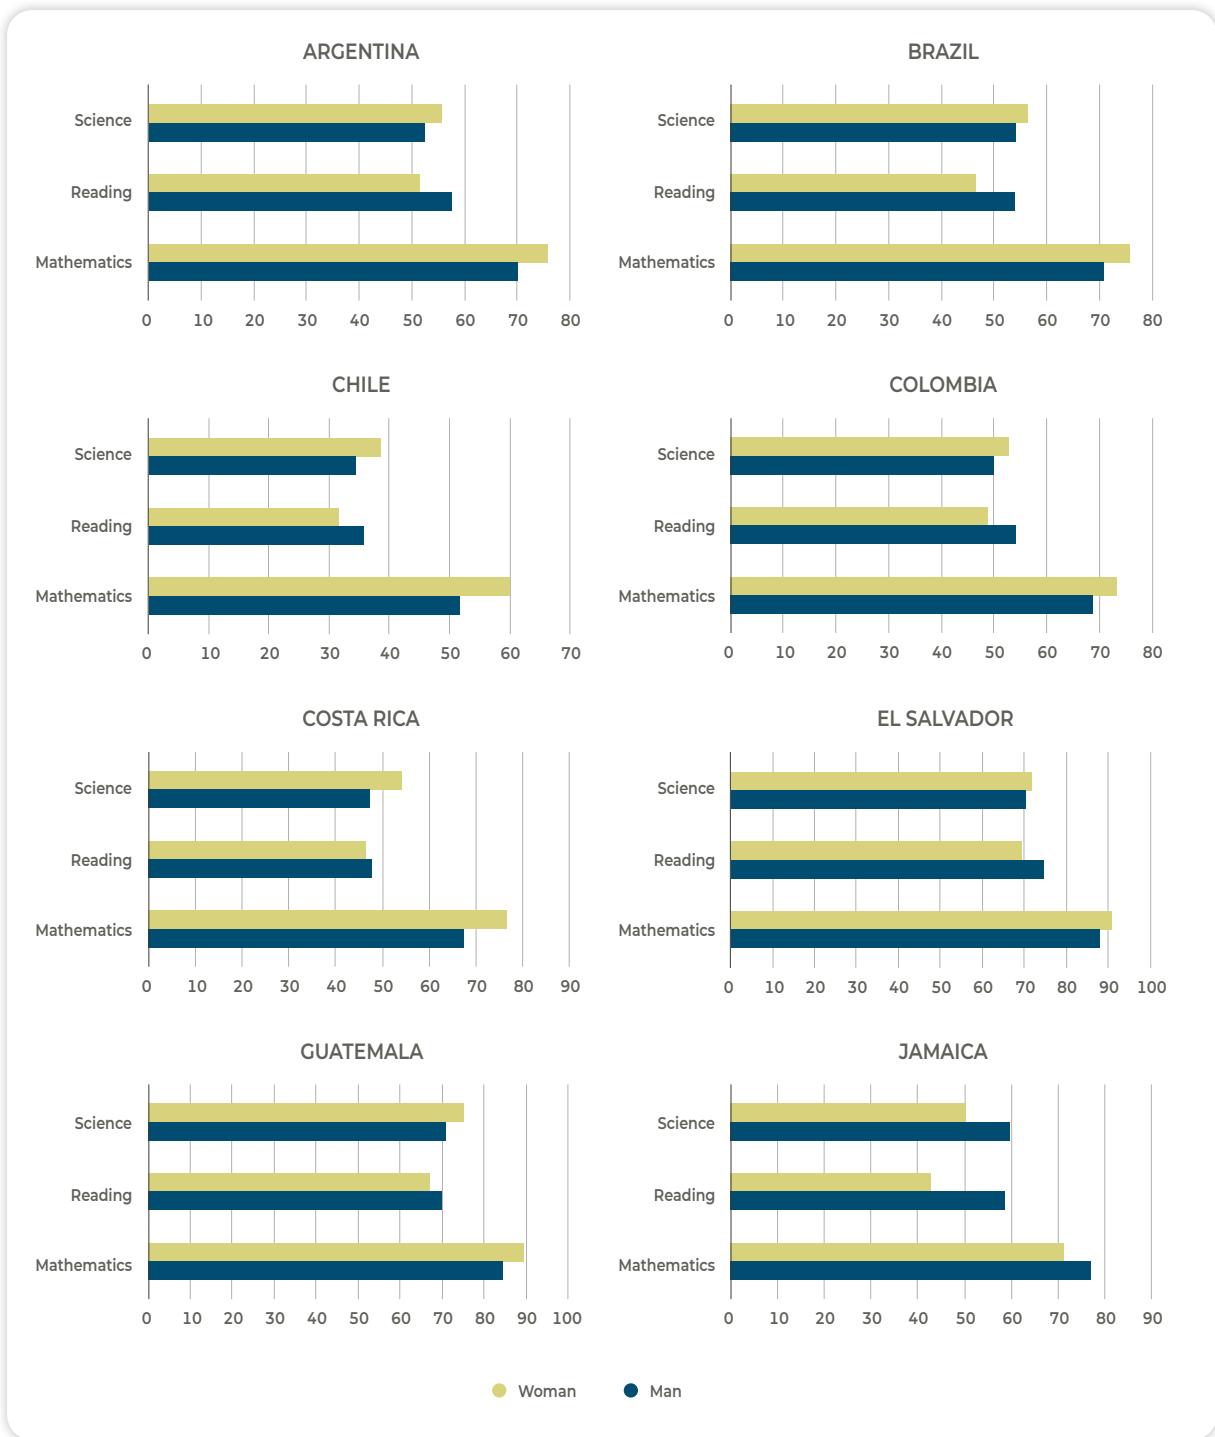 ARGENTINA
Science
Reading
Mathematics
0 10 20 30 40 50 60 70 80
BRAZIL
Science
Reading
Mathematics
0 10 20 30 40 50 60 70 80
CHILE
Science
Reading
Mathematics
0 10 20 30 40 50 60 70
COLOMBIA
Science
Reading
Mathematics
0 10 20 30 40 50 60 70 80
COSTA RICA
Science
Reading
Mathematics
0 10 20 30 40 50 60 70 80 90
EL SALVADOR
Science
Reading
Mathematics
0 10 20 30 40 50 60 70 80 90 100
GUATEMALA
Science
Reading
Mathematics
0 10 20 30 40 50 60 70 80 90 100
JAMAICA
Science
Reading
Mathematics
0 10 20 30 40 50 60 70 80 90
Woman Man